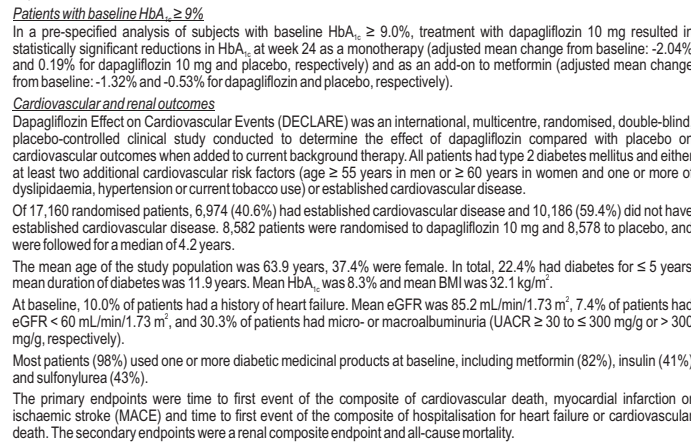 Patients with baseline HbA1c ≥ 9%
In a pre-specified analysis of subjects with baseline HbA1c ≥ 9.0%, treatment with dapagliflozin 10 mg resulted in
statistically significant reductions in HbA1c at week 24 as a monotherapy (adjusted mean change from baseline: -2.04%
and 0.19% for dapagliflozin 10 mg and placebo, respectively) and as an add-on to metformin (adjusted mean change
from baseline: -1.32% and -0.53% for dapagliflozin and placebo, respectively).
Cardiovascular and renal outcomes
Dapagliflozin Effect on Cardiovascular Events (DECLARE) was an international, multicentre, randomised, double-blind
placebo-controlled clinical study conducted to determine the effect of dapagliflozin compared with placebo on
cardiovascular outcomes when added to current background therapy. All patients had type 2 diabetes mellitus and either
at least two additional cardiovascular risk factors (age ≥ 55 years in men or ≥ 60 years in women and one or more of
dyslipidaemia, hypertension or current tobacco use) or established cardiovascular disease.
Of 17,160 randomised patients, 6,974 (40.6%) had established cardiovascular disease and 10,186 (59.4%) did not have
established cardiovascular disease. 8,582 patients were randomised to dapagliflozin 10 mg and 8,578 to placebo, and
were followed for a median of 4.2 years.
The mean age of the study population was 63.9 years, 37.4% were female. In total, 22.4% had diabetes for ≤ 5 years
mean duration of diabetes was 11.9 years. Mean HbA1c was 8.3% and mean BMI was 32.1 kg/m².
At baseline, 10.0% of patients had a history of heart failure. Mean eGFR was 85.2 mL/min/1.73 m², 7.4% of patients had
eGFR < 60 mL/min/1.73 m², and 30.3% of patients had micro- or macroalbuminuria (UACR ≥ 30 to ≤ 300 mg/g or > 300
mg/g, respectively).
Most patients (98%) used one or more diabetic medicinal products at baseline, including metformin (82%), insulin (41%)
and sulfonylurea (43%).
The primary endpoints were time to first event of the composite of cardiovascular death, myocardial infarction or
ischaemic stroke (MACE) and time to first event of the composite of hospitalisation for heart failure or cardiovascular
death. The secondary endpoints were a renal composite endpoint and all-cause mortality.